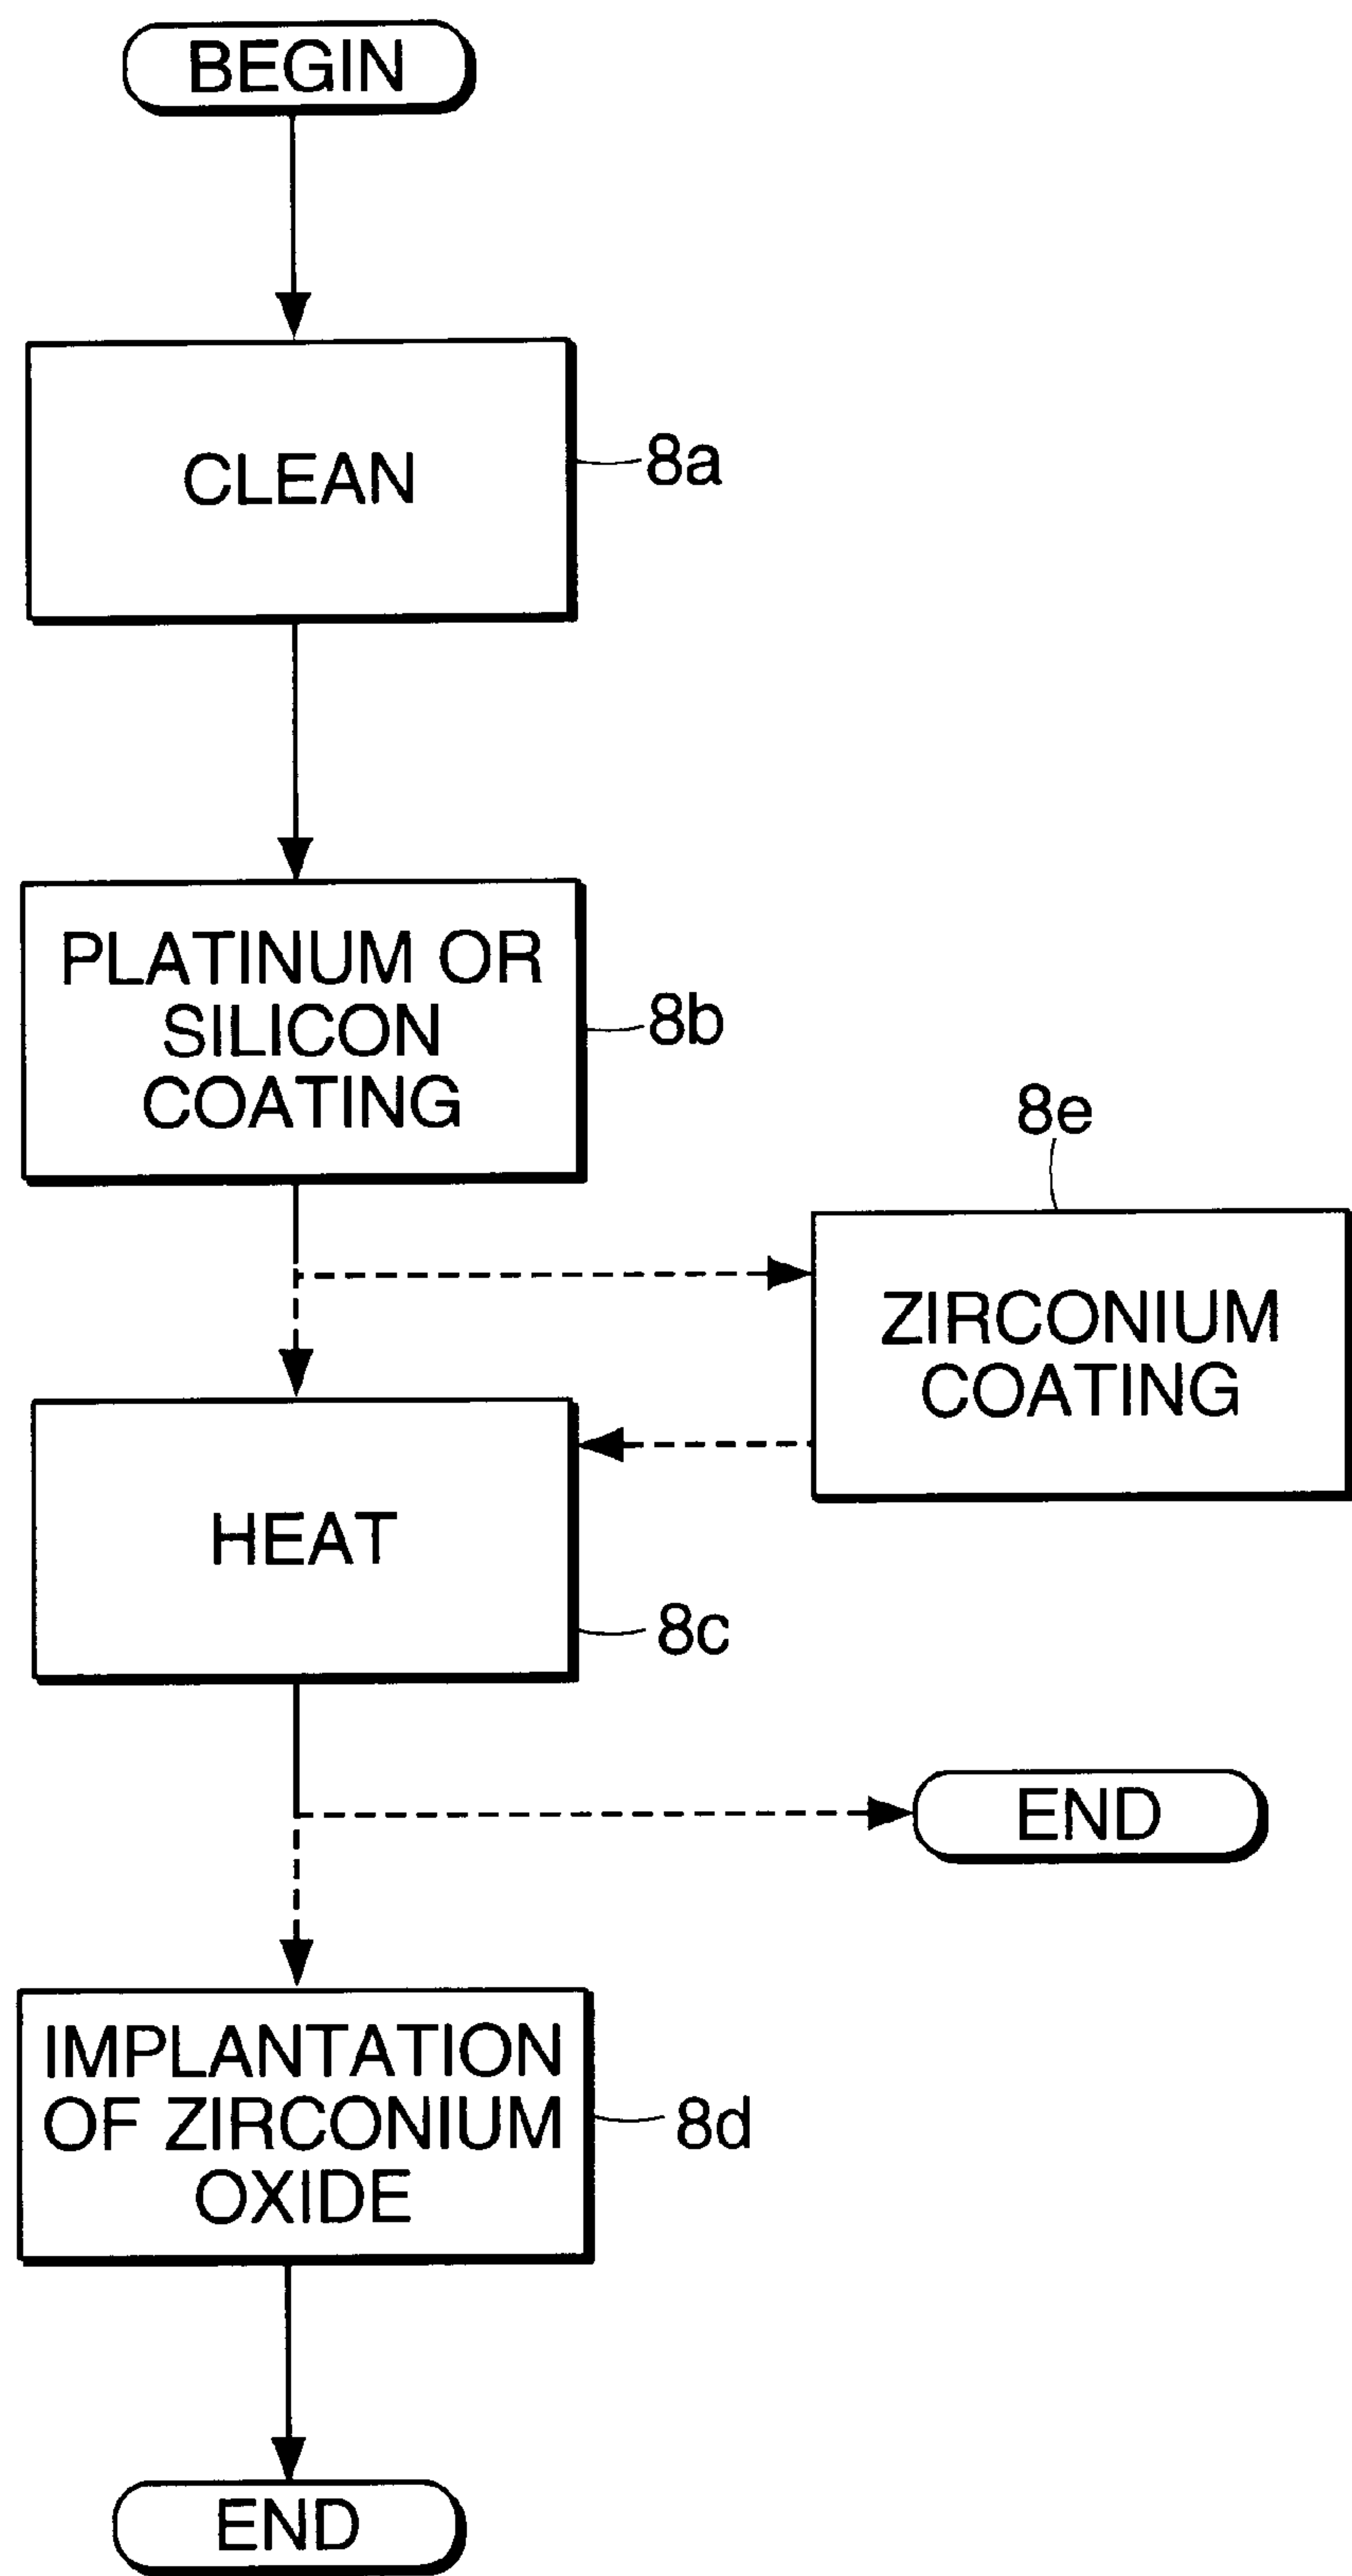 BEGIN
CLEAN
8a
PLATINUM OR
SILICON
COATING
8b
8e
ZIRCONIUM
COATING
HEAT
8c
END
IMPLANTATION
OF ZIRCONIUM
OXIDE
8d
END